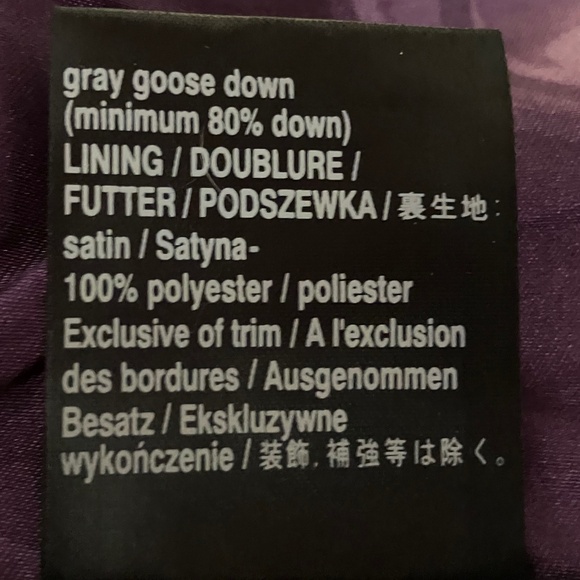 gray goose down
(minimum 80% down)
LINING / DOUBLURE /
FUTTER / PODSZEWKA / 裏生地:
satin / Satyna-
100% polyester / poliester
Exclusive of trim / A l'exclusion
des bordures / Ausgenommen
Besatz / Ekskluzywne
wykończenie / 装飾.補強等は除く。